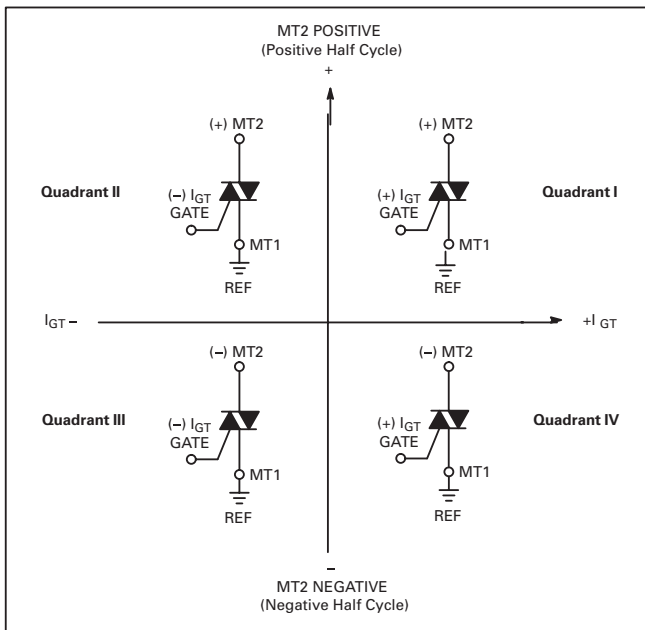 MT2 POSITIVE
(Positive Half Cycle)
+
(+) MT2
(+) MT2
Quadrant II
(–) IGT
GATE
MT1
REF
(+) IGT
GATE
MT1
REF
Quadrant I
IGT –
+I GT
(–) MT2
(–) MT2
Quadrant III
(–) IGT
GATE
MT1
REF
(+) IGT
GATE
MT1
REF
Quadrant IV
–
MT2 NEGATIVE
(Negative Half Cycle)